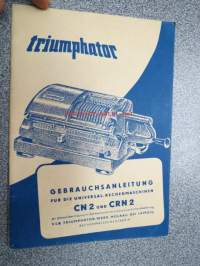 triumphator
GEBRAUCHSANLEITUNG
FÜR DIE UNIVERSAL-RECHENMASCHINEN
CN 2 UND CRN 2
VEB TRIUMPHATOR-WERK MÖLKAU BEI LEIPZIG